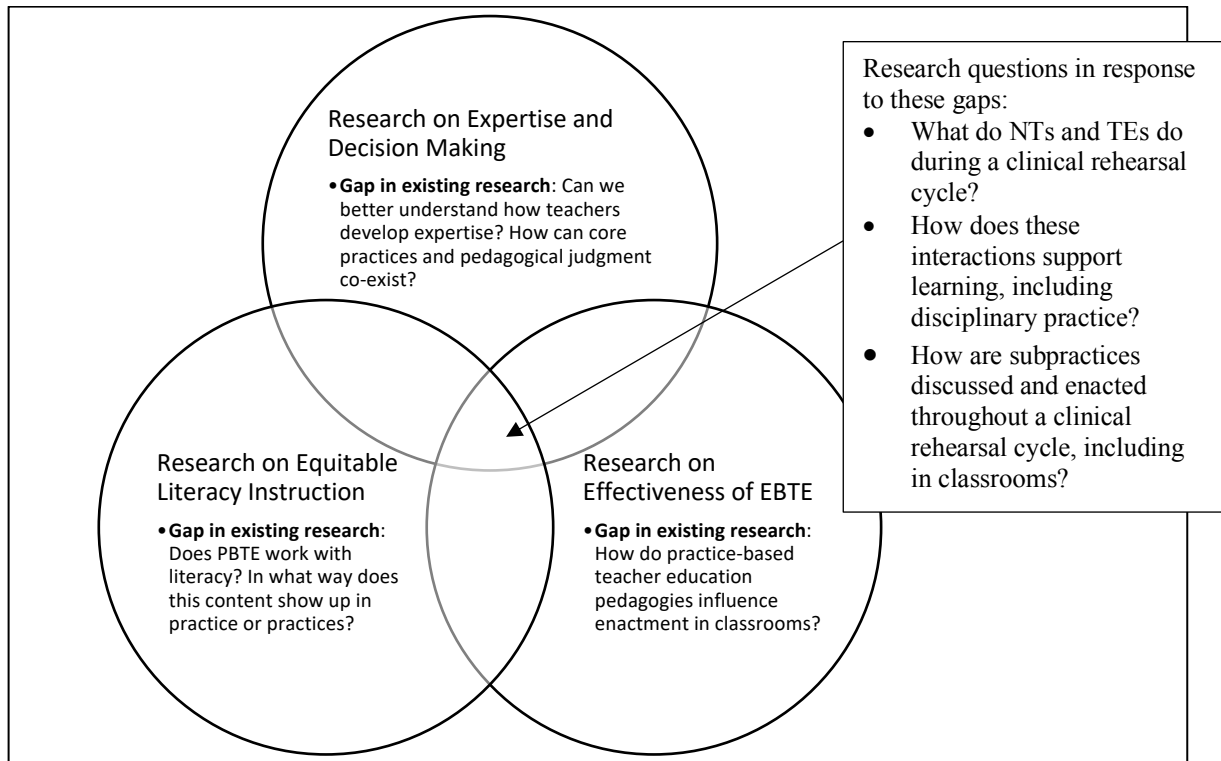 Research on Expertise and
Decision Making
•Gap in existing research: Can we
better understand how teachers
develop expertise? How can core
practices and pedagogical judgment
co-exist?
Research on Equitable
Literacy Instruction
•Gap in existing research:
Does PBTE work with
literacy? In what way does
this content show up in
practice or practices?
Research on
Effectiveness of EBTE
•Gap in existing research:
How do practice-based
teacher education
pedagogies influence
enactment in classrooms?
Research questions in response
to these gaps:
• What do NTs and TEs do
during a clinical rehearsal
cycle?
• How does these
interactions support
learning, including
disciplinary practice?
• How are subpractices
discussed and enacted
throughout a clinical
rehearsal cycle, including
in classrooms?